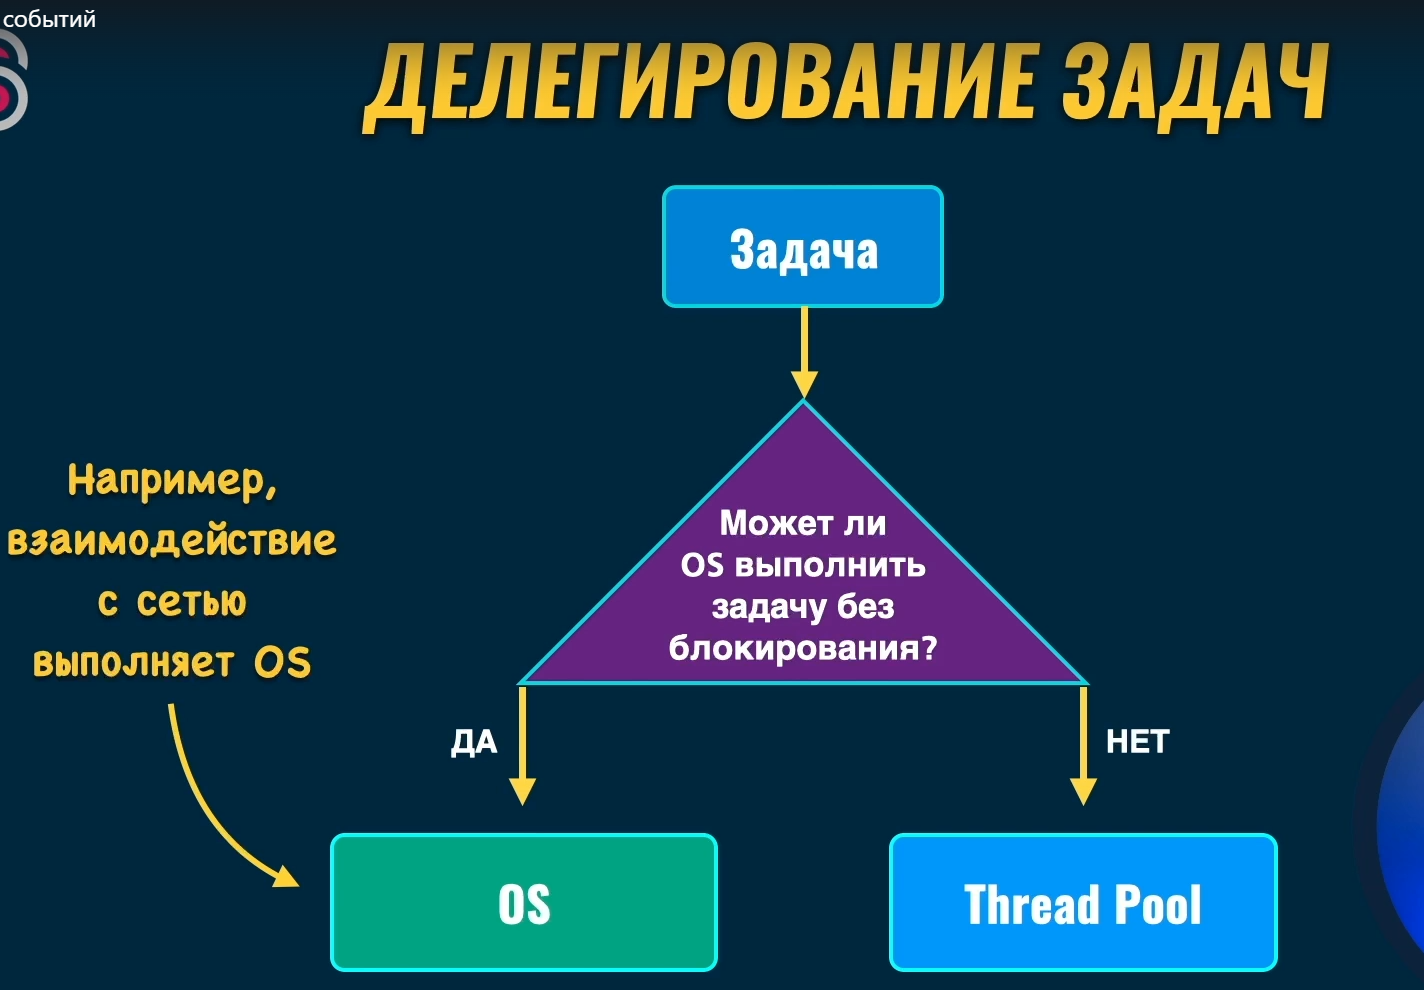 событий
ДЕЛЕГИРОВАНИЕ ЗАДАЧ
Задача
Например,
взаимодействие
с сетью
выполняет OS
Может ли
OS выполнить
задачу без
блокирования?
ДА
НЕТ
OS
Thread Pool